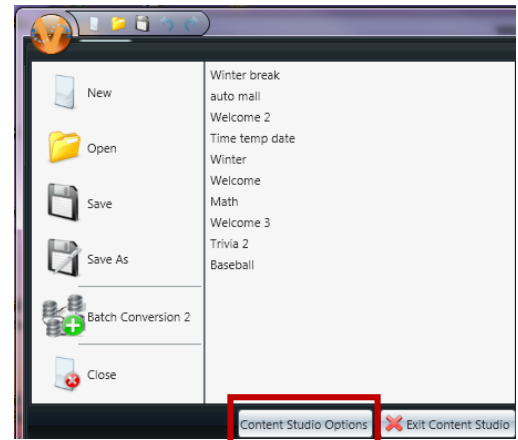 New
Open
Save
Save As
Batch Conversion 2
Close
Winter break
auto mall
Welcome 2
Time temp date
Winter
Welcome
Math
Welcome 3
Trivia 2
Baseball
Content Studio Options
Exit Content Studio